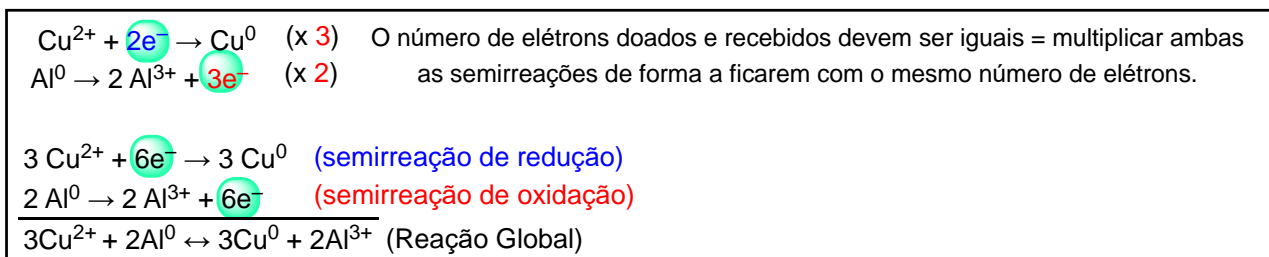 Cu²⁺ + 2e⁻ → Cu⁰ (x 3) O número de elétrons doados e recebidos devem ser iguais = multiplicar ambas
Al⁰ → 2 Al³⁺ + 3e⁻ (x 2) as semirreações de forma a ficarem com o mesmo número de elétrons.
3 Cu²⁺ + 6e⁻ → 3 Cu⁰ (semirreação de redução)
2 Al⁰ → 2 Al³⁺ + 6e⁻ (semirreação de oxidação)
3Cu²⁺ + 2Al⁰ ↔ 3Cu⁰ + 2Al³⁺ (Reação Global)